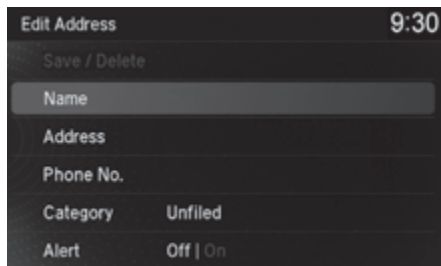 Edit Address 9:30
Save / Delete
Name
Address
Phone No.
Category Unfiled
Alert Off | On